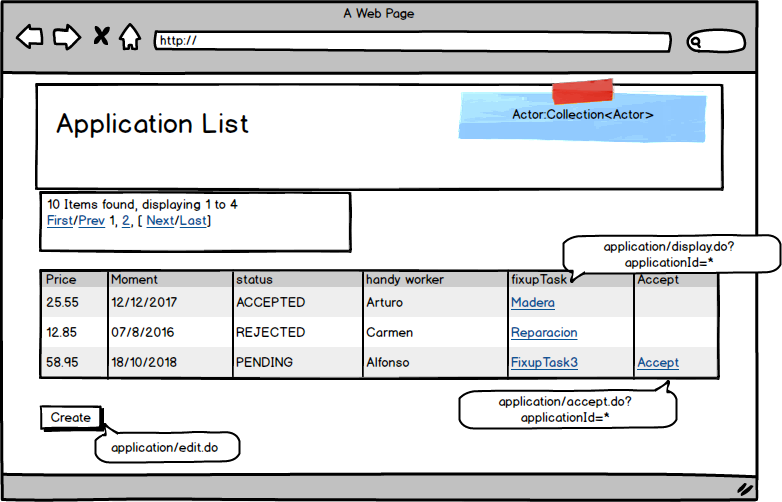 A Web Page
http://
Application List
Actor:Collection<Actor>
10 Items found, displaying 1 to 4
First/Prev 1, 2, [ Next/Last]
application/display.do?
applicationId=*
Price Moment status handy worker fixupTask Accept
25.55 12/12/2017 ACCEPTED Arturo Madera
12.85 07/8/2016 REJECTED Carmen Reparacion
58.95 18/10/2018 PENDING Alfonso FixupTask3 Accept
application/accept.do?
applicationId=*
Create
application/edit.do